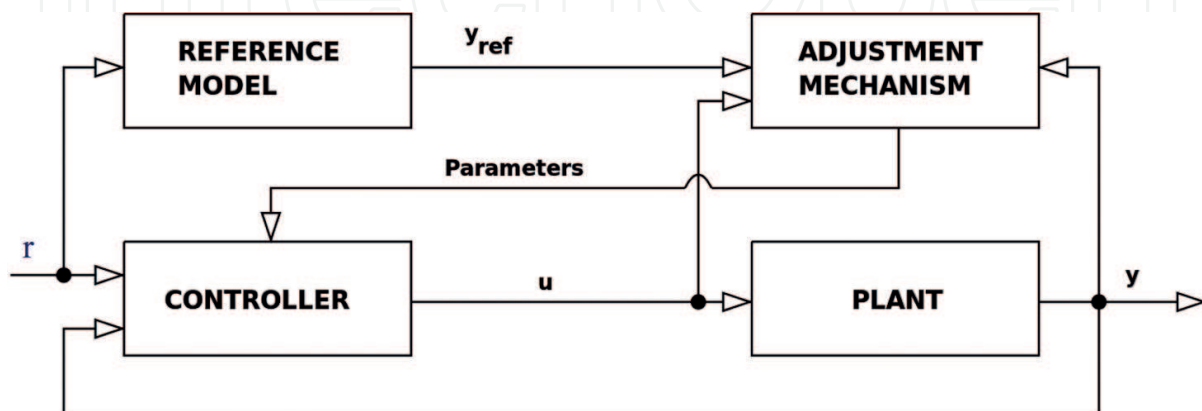 REFERENCE
MODEL
y_ref
ADJUSTMENT
MECHANISM
Parameters
r
CONTROLLER
u
PLANT
y